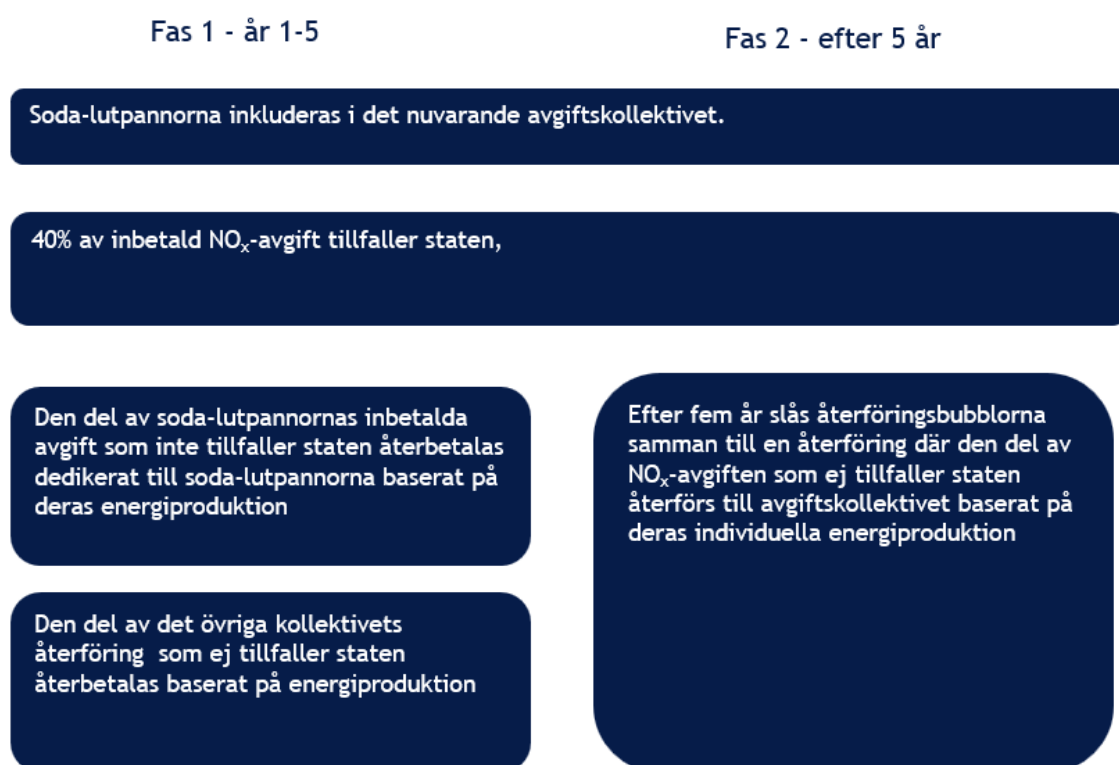 Fas 1 - år 1-5
Fas 2 - efter 5 år
Soda-lutpannorna inkluderas i det nuvarande avgiftskollektivet.
40% av inbetald NOₓ-avgift tillfaller staten,
Den del av soda-lutpannornas inbetalda
avgift som inte tillfaller staten återbetalas
dedikerat till soda-lutpannorna baserat på
deras energiproduktion
Den del av det övriga kollektivets
återföring som ej tillfaller staten
återbetalas baserat på energiproduktion
Efter fem år slås återföringsbubblorna
samman till en återföring där den del av
NOₓ-avgiften som ej tillfaller staten
återförs till avgiftskollektivet baserat på
deras individuella energiproduktion